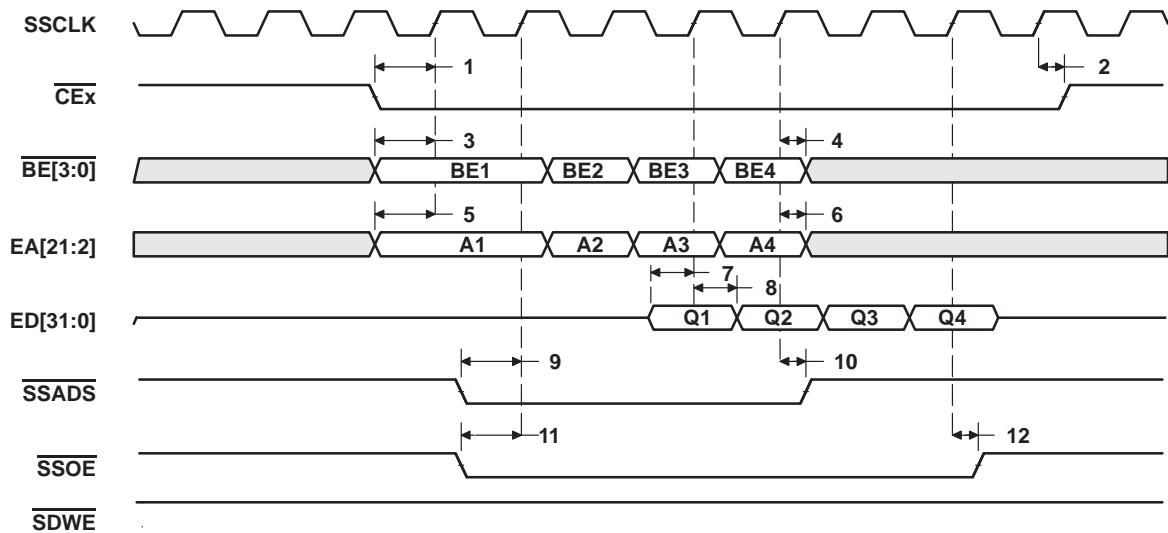 SSCLK
1
2
CEx
3
4
BE[3:0]
BE1 BE2 BE3 BE4
5
6
EA[21:2]
A1 A2 A3 A4
7
8
ED[31:0]
Q1 Q2 Q3 Q4
9
10
SSADS
11
12
SSOE
SDWE